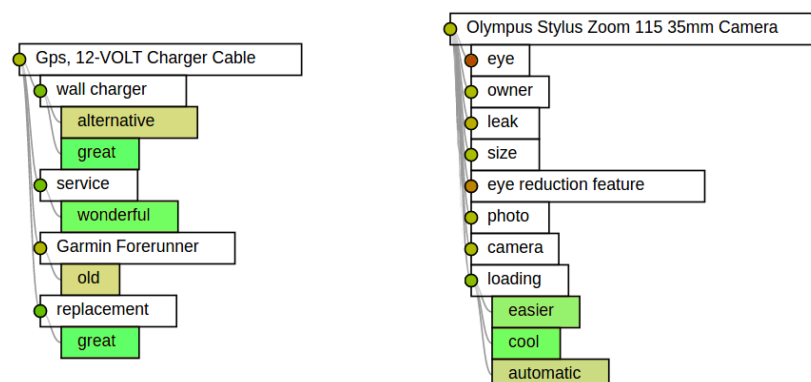 Gps, 12-VOLT Charger Cable
wall charger
alternative
great
service
wonderful
Garmin Forerunner
old
replacement
great
Olympus Stylus Zoom 115 35mm Camera
eye
owner
leak
size
eye reduction feature
photo
camera
loading
easier
cool
automatic